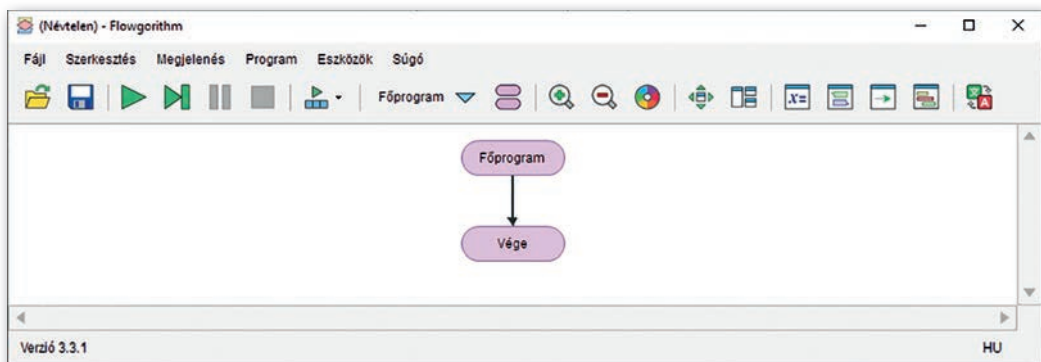 (Névtelen) - Flowgorithm
Fájl Szerkesztés Megjelenés Program Eszközök Súgó
Főprogram
x=
A
Főprogram
Vége
Verzió 3.3.1 HU